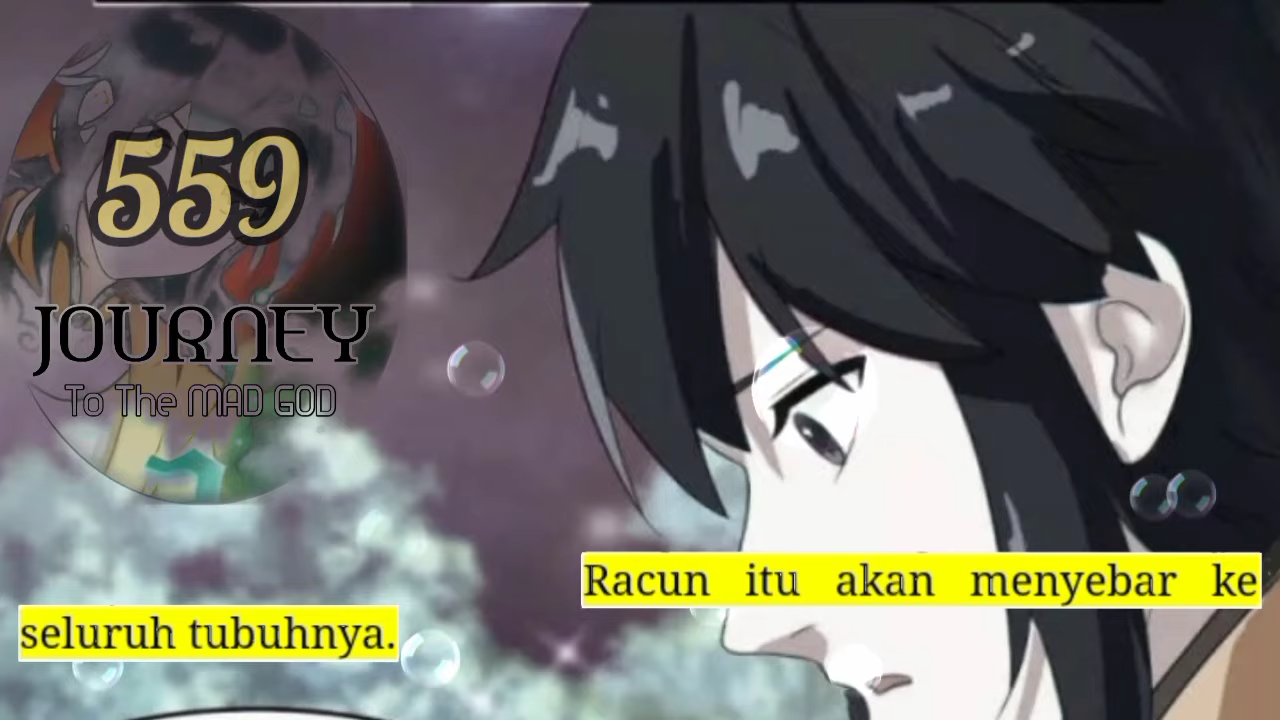 559
JOURNEY
To The MAD GOD
Racun itu akan menyebar ke
seluruh tubuhnya.